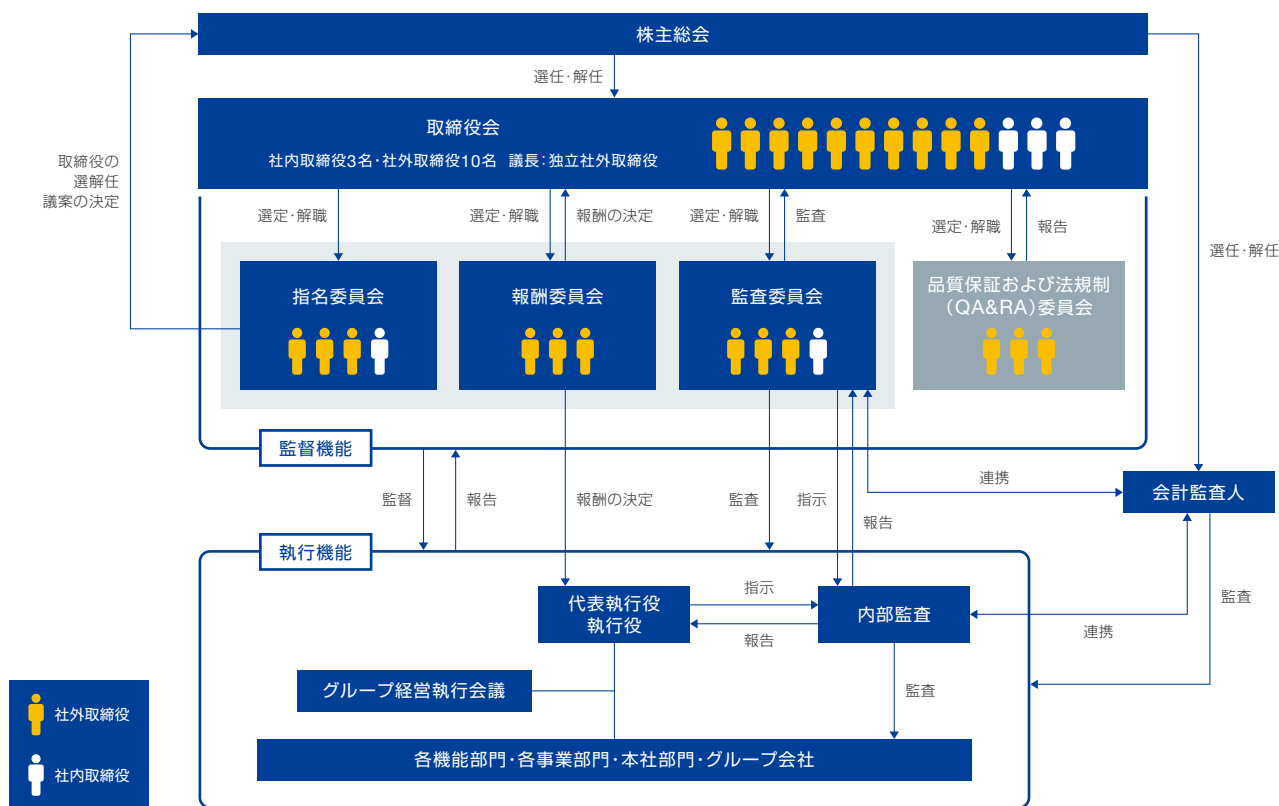 株主総会
選任・解任
取締役会
社内取締役3名・社外取締役10名 議長：独立社外取締役
取締役の
選解任
議案の決定
選定・解職
選定・解職
報酬の決定
選定・解職
監査
選定・解職
報告
選任・解任
指名委員会
報酬委員会
監査委員会
品質保証および法規制
（QA&RA）委員会
監督機能
監督
報告
報酬の決定
監査
指示
報告
連携
会計監査人
執行機能
代表執行役
執行役
指示
報告
内部監査
連携
監査
グループ経営執行会議
監査
各機能部門・各事業部門・本社部門・グループ会社
社外取締役
社内取締役